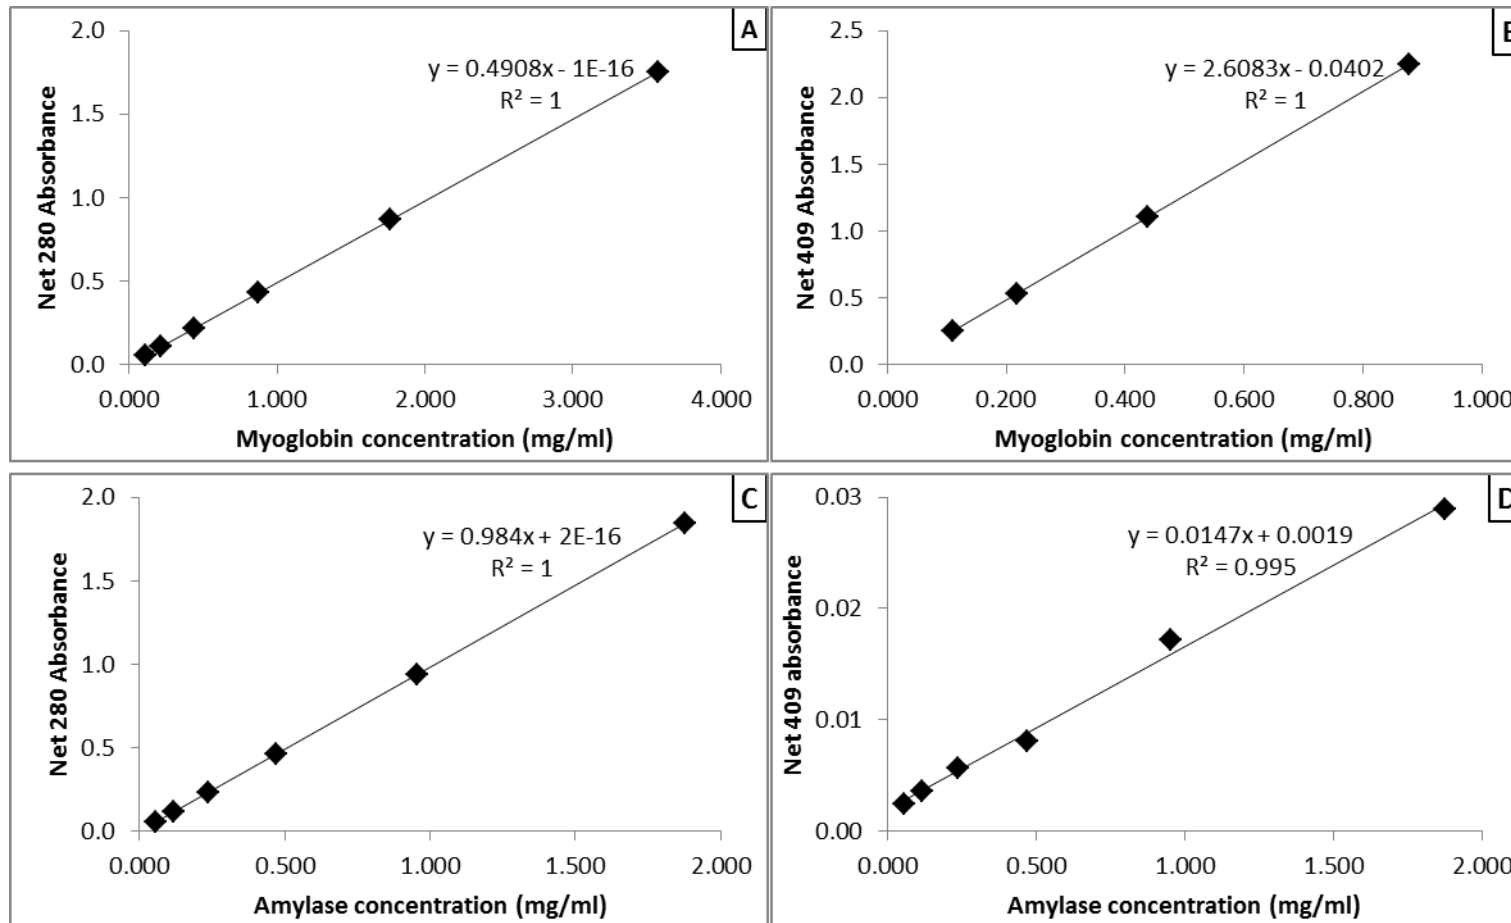 A
y = 0.4908x - 1E-16
R² = 1
2.0
1.5
1.0
0.5
0.0
Net 280 Absorbance
0.000 1.000 2.000 3.000 4.000
Myoglobin concentration (mg/ml)
y = 2.6083x - 0.0402
R² = 1
2.5
2.0
1.5
1.0
0.5
0.0
Net 409 Absorbance
0.000 0.200 0.400 0.600 0.800 1.000
Myoglobin concentration (mg/ml)
C
y = 0.984x + 2E-16
R² = 1
2.0
1.5
1.0
0.5
0.0
Net 280 Absorbance
0.000 0.500 1.000 1.500 2.000
Amylase concentration (mg/ml)
D
y = 0.0147x + 0.0019
R² = 0.995
0.03
0.02
0.01
0.00
Net 409 absorbance
0.000 0.500 1.000 1.500 2.000
Amylase concentration (mg/ml)